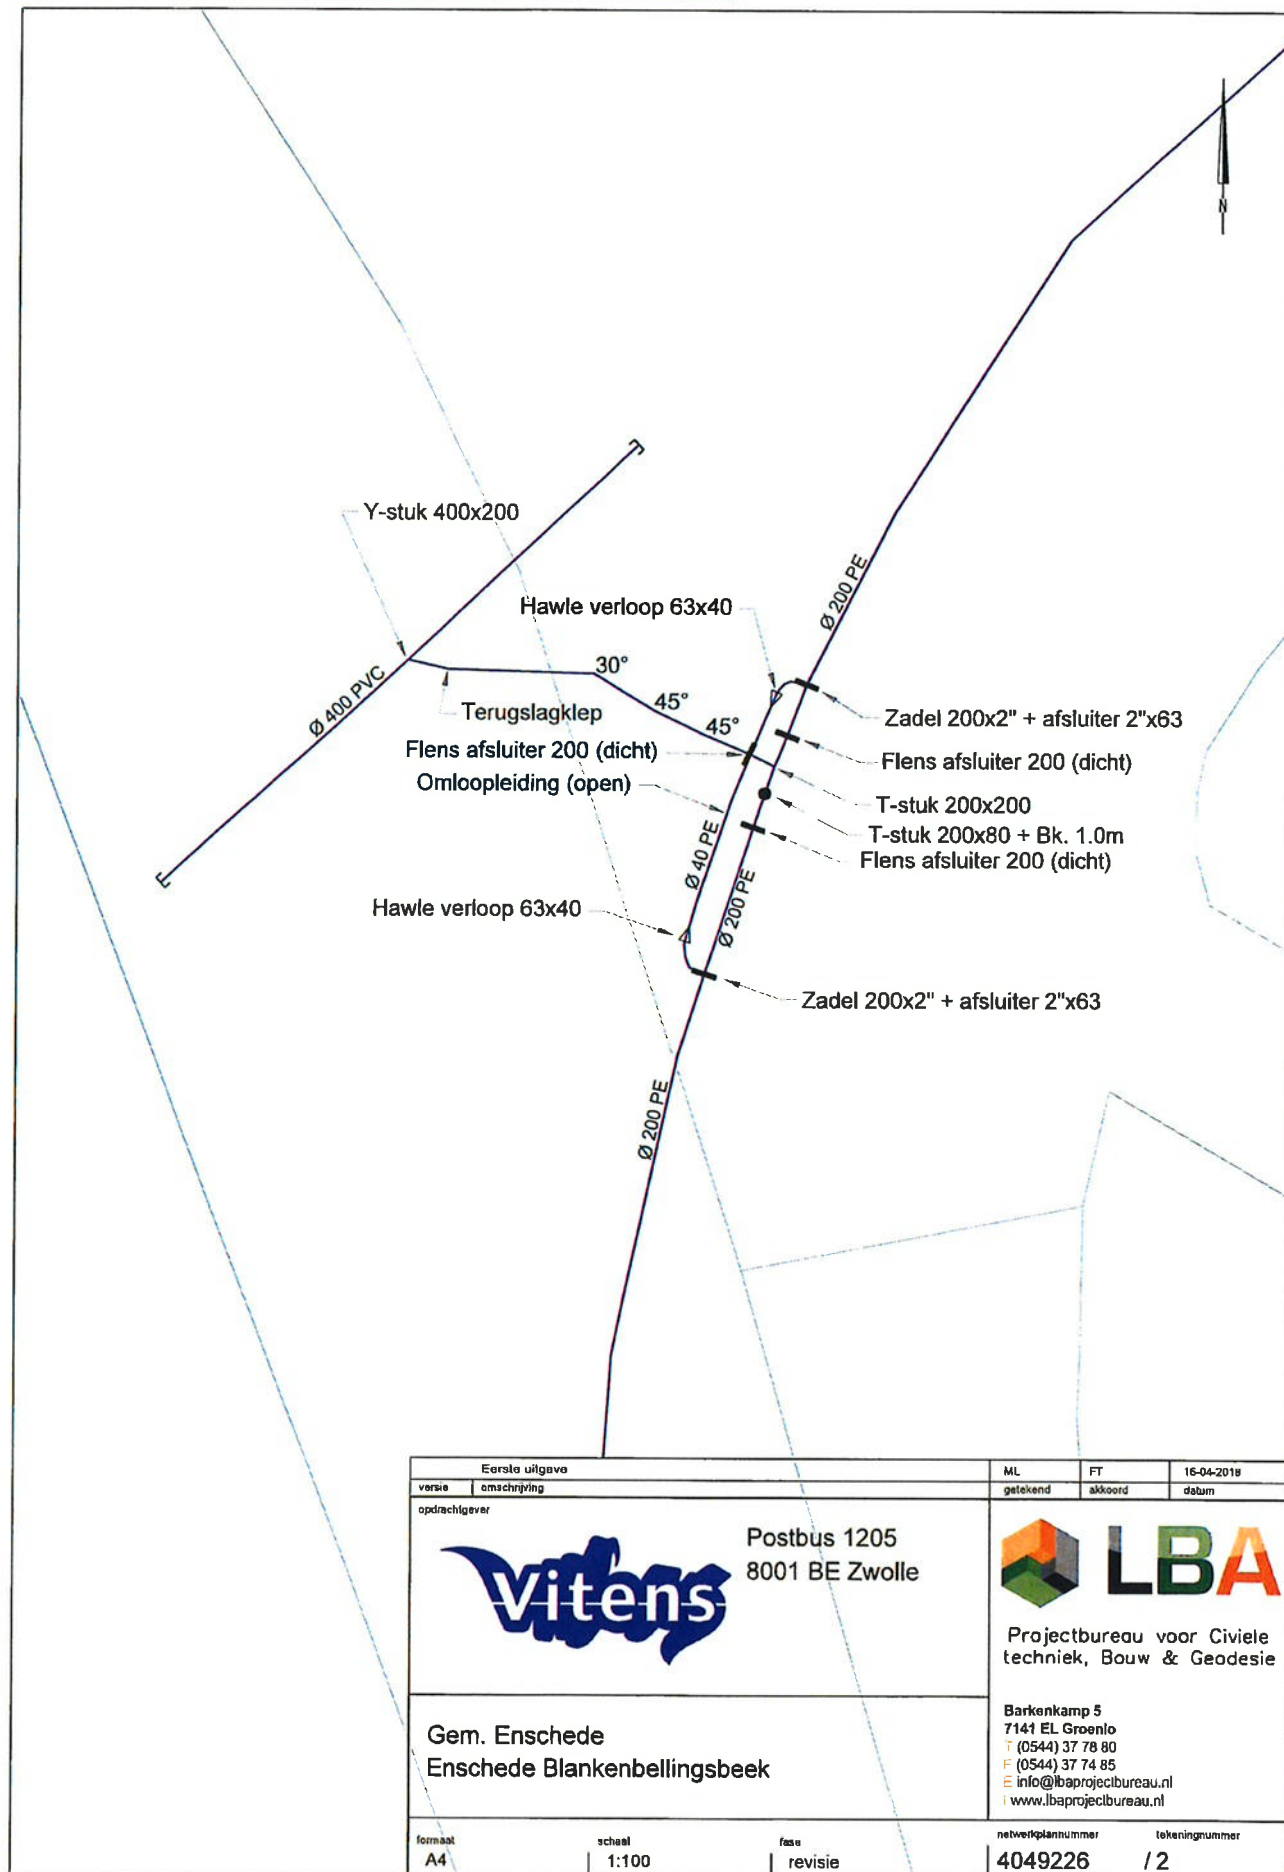 N
Y-stuk 400x200
Ø 200 PE
Hawle verloop 63x40
30°
Ø 400 PVC
45°
Terugslagklep
45°
Zadel 200x2" + afsluiter 2"x63
Flens afsluiter 200 (dicht)
Flens afsluiter 200 (dicht)
Omloopleiding (open)
T-stuk 200x200
T-stuk 200x80 + Bk. 1.0m
Ø 40 PE
Flens afsluiter 200 (dicht)
Ø 200 PE
Hawle verloop 63x40
Zadel 200x2" + afsluiter 2"x63
Ø 200 PE
Eerste uitgave ML FT 16-04-2018
versie omschrijving getekend akkoord datum
opdrachtgever
Vitens
Postbus 1205
8001 BE Zwolle
LBA
Projectbureau voor Civiele
techniek, Bouw & Geodesie
Barkenkamp 5
7141 EL Groenlo
T (0544) 37 78 80
F (0544) 37 74 85
E info@lbaprojectbureau.nl
I www.lbaprojectbureau.nl
Gem. Enschede
Enschede Blankenbellingsbeek
formaat schaal fase netwerkplannummer tekeningnummer
A4 1:100 revisie 4049226 / 2